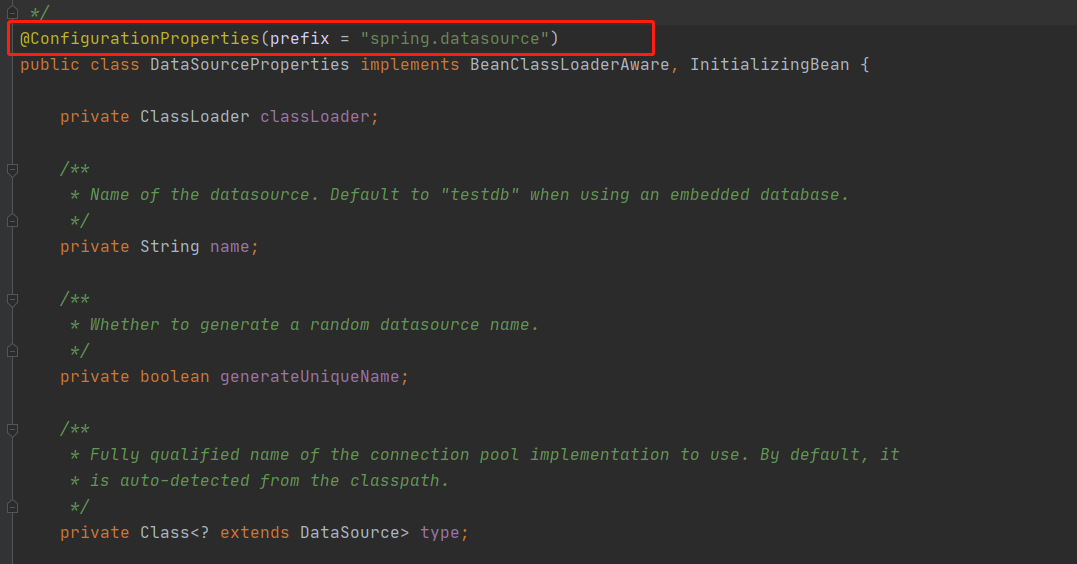 */
@ConfigurationProperties(prefix = "spring.datasource")
public class DataSourceProperties implements BeanClassLoaderAware, InitializingBean {
private ClassLoader classLoader;
/**
* Name of the datasource. Default to "testdb" when using an embedded database.
*/
private String name;
/**
* Whether to generate a random datasource name.
*/
private boolean generateUniqueName;
/**
* Fully qualified name of the connection pool implementation to use. By default, it
* is auto-detected from the classpath.
*/
private Class<? extends DataSource> type;